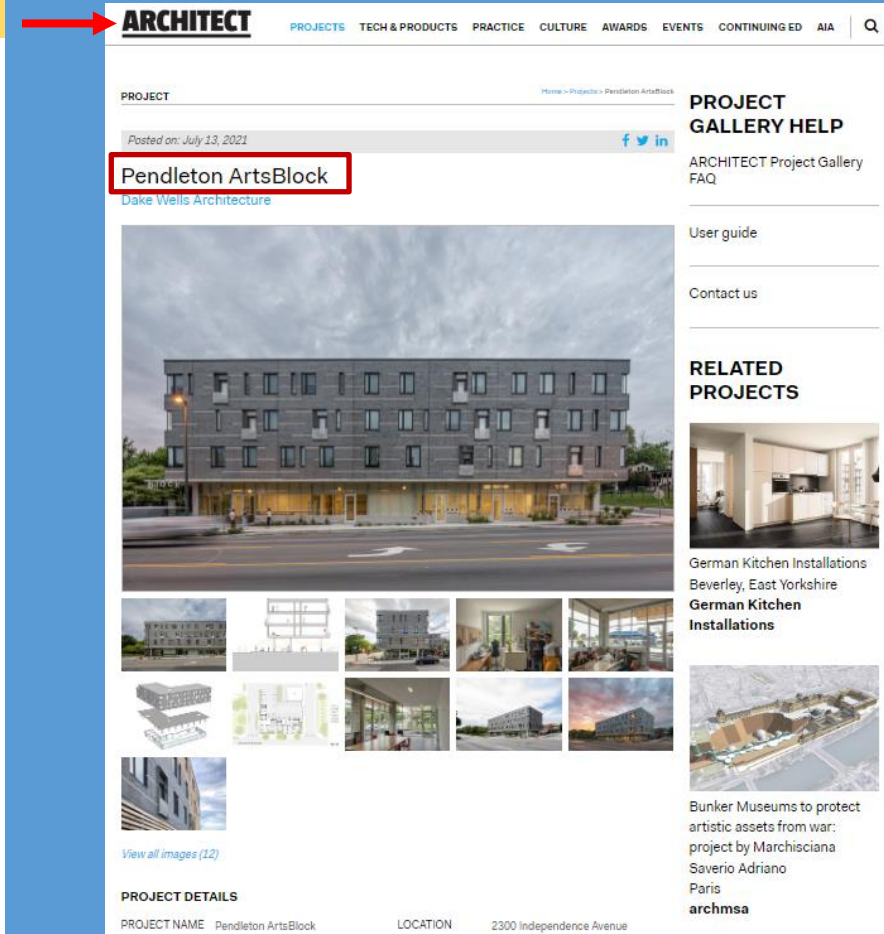 ARCHITECT
PROJECTS TECH & PRODUCTS PRACTICE CULTURE AWARDS EVENTS CONTINUING ED AIA
PROJECT
Home > Projects > Pendleton ArtsBlock
Posted on: July 13, 2021
Pendleton ArtsBlock
Dake Wells Architecture
View all images (12)
PROJECT DETAILS
PROJECT NAME Pendleton ArtsBlock LOCATION 2300 Independence Avenue
PROJECT
GALLERY HELP
ARCHITECT Project Gallery
FAQ
User guide
Contact us
RELATED
PROJECTS
German Kitchen Installations
Beverley, East Yorkshire
German Kitchen
Installations
Bunker Museums to protect
artistic assets from war:
project by Marchisciana
Saverio Adriano
Paris
archmsa